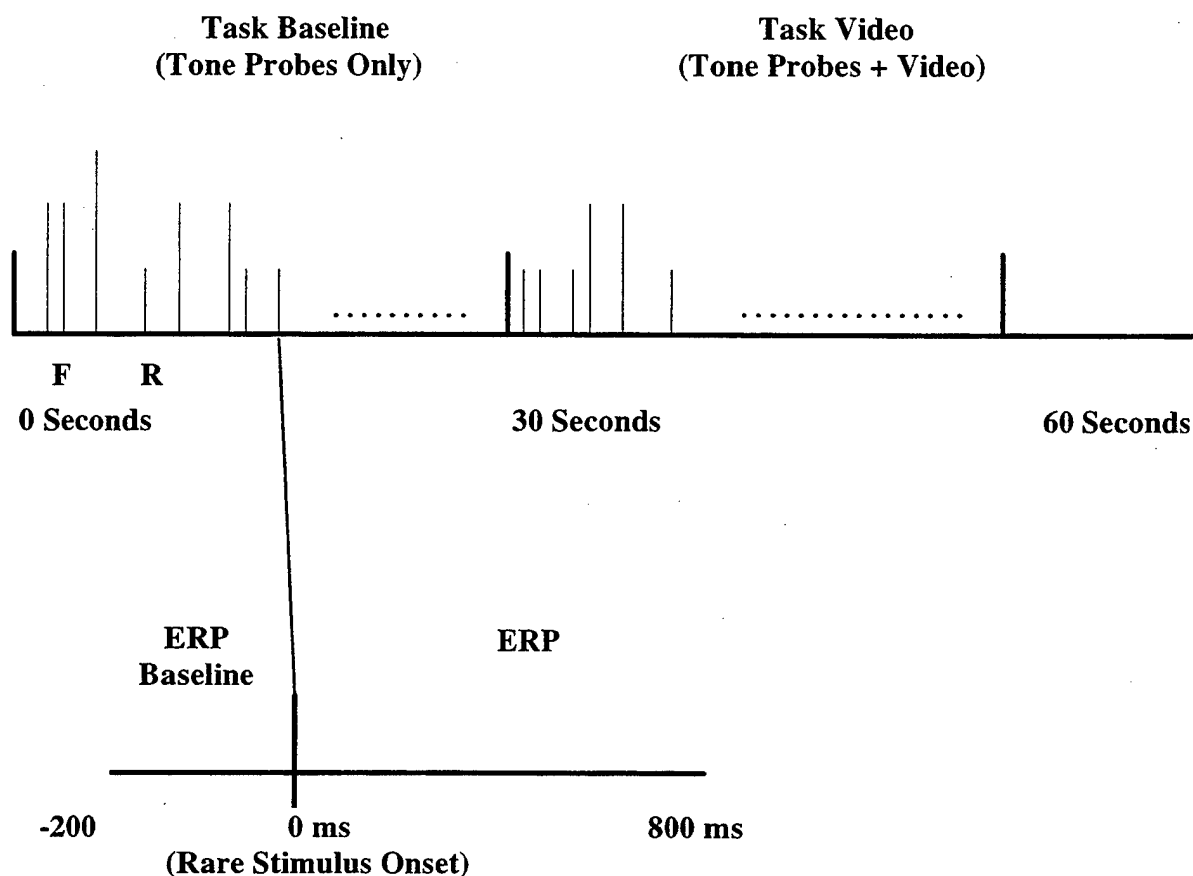 Task Baseline
(Tone Probes Only)
Task Video
(Tone Probes + Video)
F R
0 Seconds 30 Seconds 60 Seconds
ERP
Baseline
ERP
-200 0 ms 800 ms
(Rare Stimulus Onset)